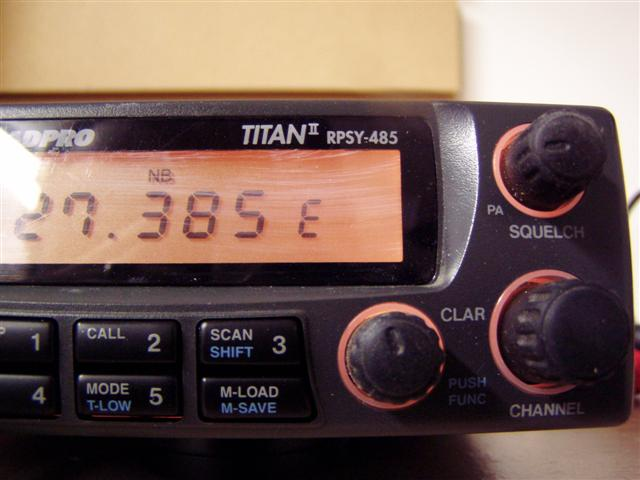 TITAN II RPSY-485
NB
27.385 E
PA
SQUELCH
CLAR
PUSH
FUNC
CHANNEL
1
CALL 2
SCAN 3
SHIFT
4
MODE 5
T-LOW
M-LOAD
M-SAVE